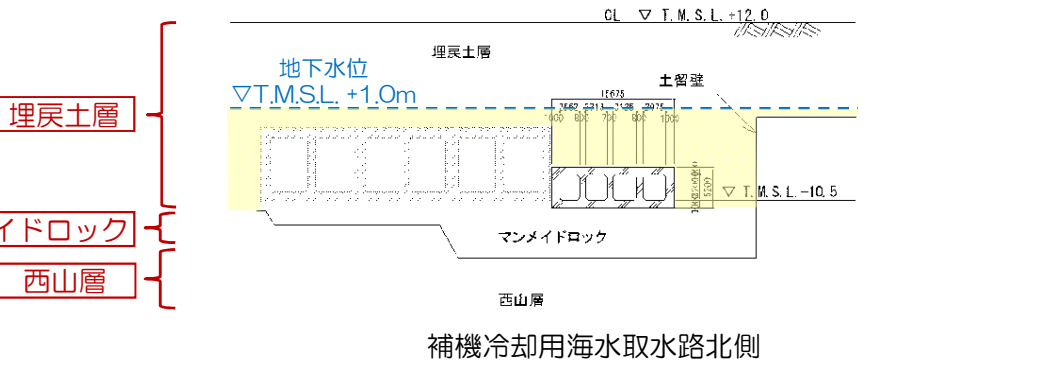 GL ▽ T.M.S.L. +12.0
埋戻土層
地下水位
▽T.M.S.L. +1.0m
土留壁
埋戻土層
15675
▽ T.M.S.L.-10.5
イドロック
マンメイドロック
西山層
西山層
補機冷却用海水取水路北側